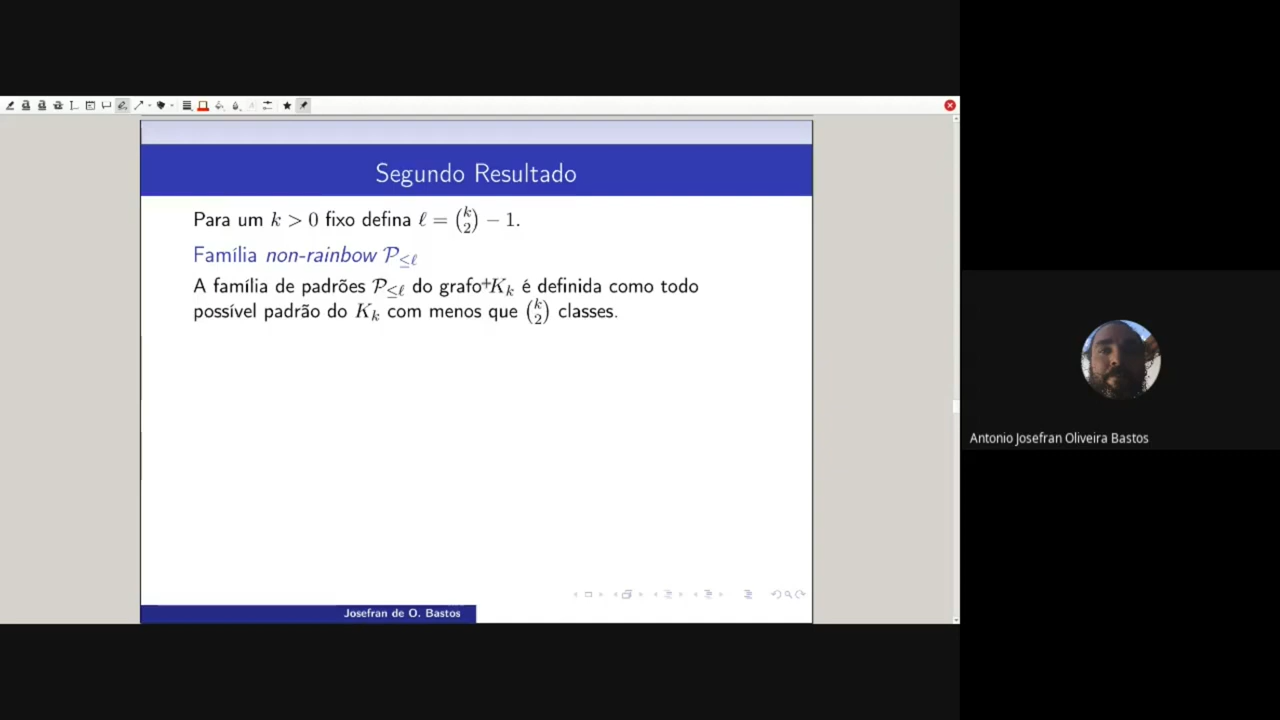 Segundo Resultado
Para um k > 0 fixo defina ℓ = (k 2) − 1.
Família non-rainbow P≤ℓ
A família de padrões P≤ℓ do grafo K_k é definida como todo
possível padrão do K_k com menos que (k 2) classes.
Josefran de O. Bastos
Antonio Josefran Oliveira Bastos